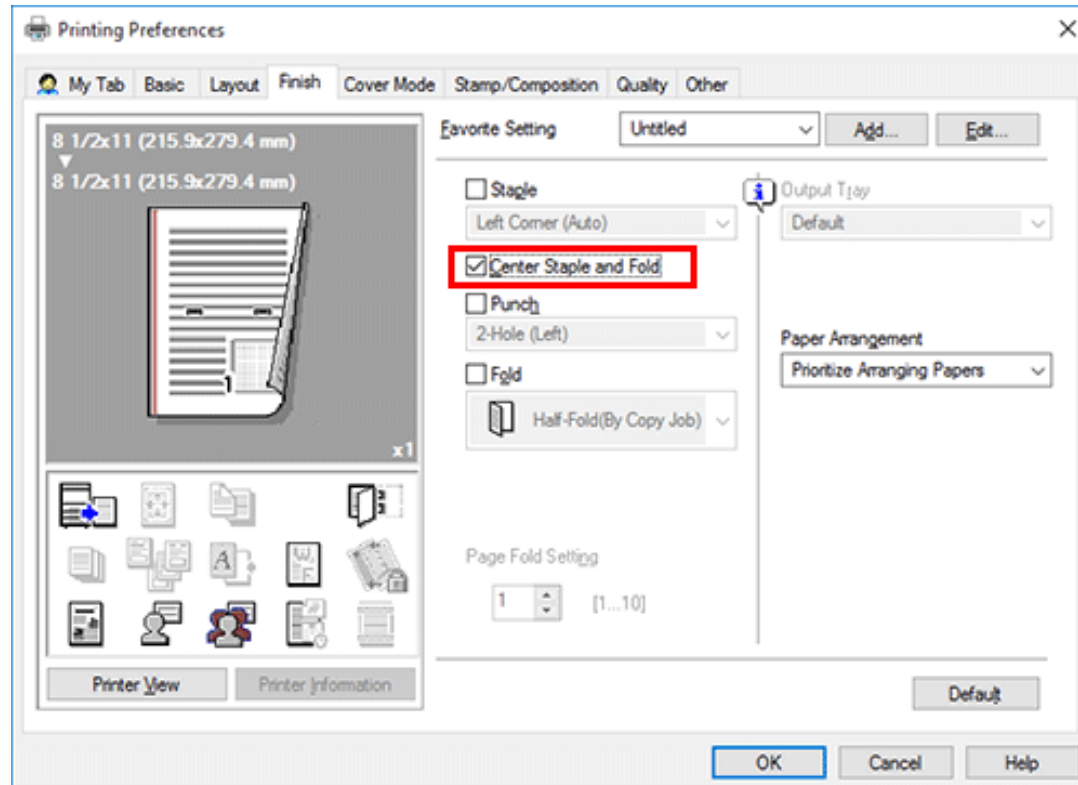 Printing Preferences
My Tab Basic Layout Finish Cover Mode Stamp/Composition Quality Other
8 1/2x11 (215.9x279.4 mm)
8 1/2x11 (215.9x279.4 mm)
1
x1
Printer View Printer Information
Favorite Setting Untitled Add... Edit...
Staple
Left Corner (Auto)
Center Staple and Fold
Punch
2-Hole (Left)
Fold
Half-Fold(By Copy Job)
Page Fold Setting
1 [1...10]
Output Tray
Default
Paper Arrangement
Prioritize Arranging Papers
Default
OK Cancel Help